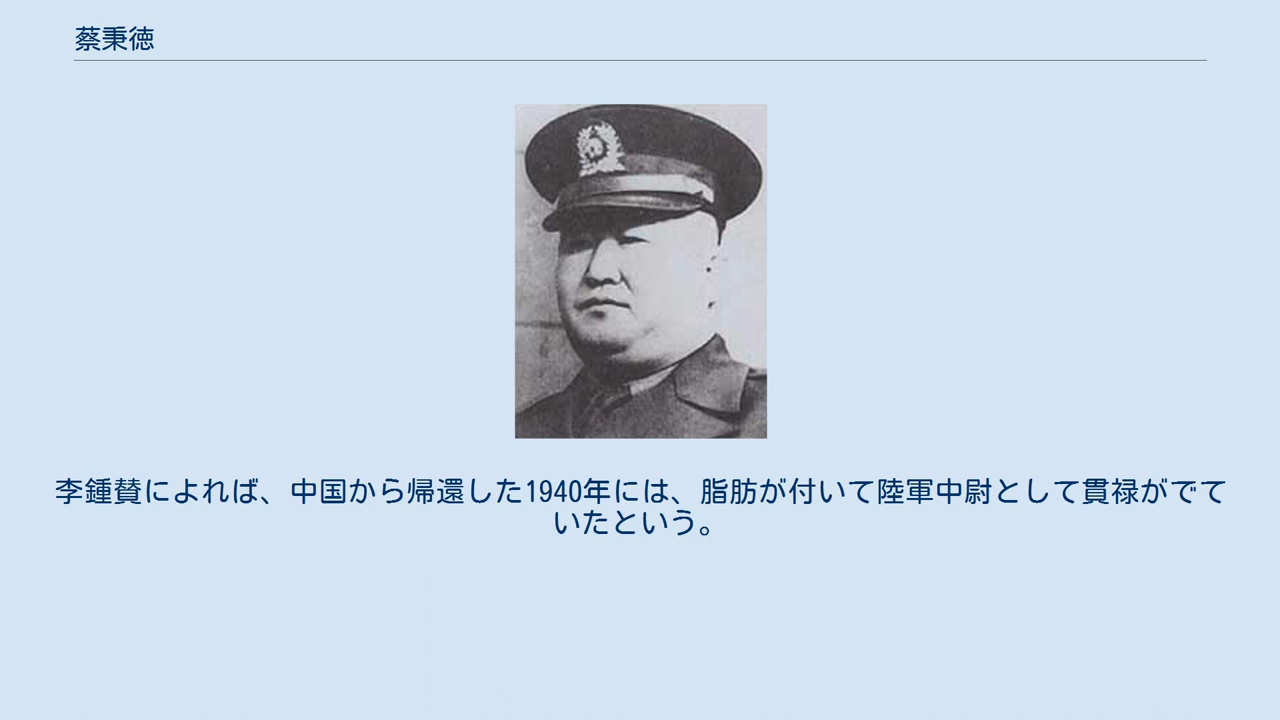 蔡秉徳
李鍾賛によれば、中国から帰還した1940年には、脂肪が付いて陸軍中尉として貫禄がでて
いたという。